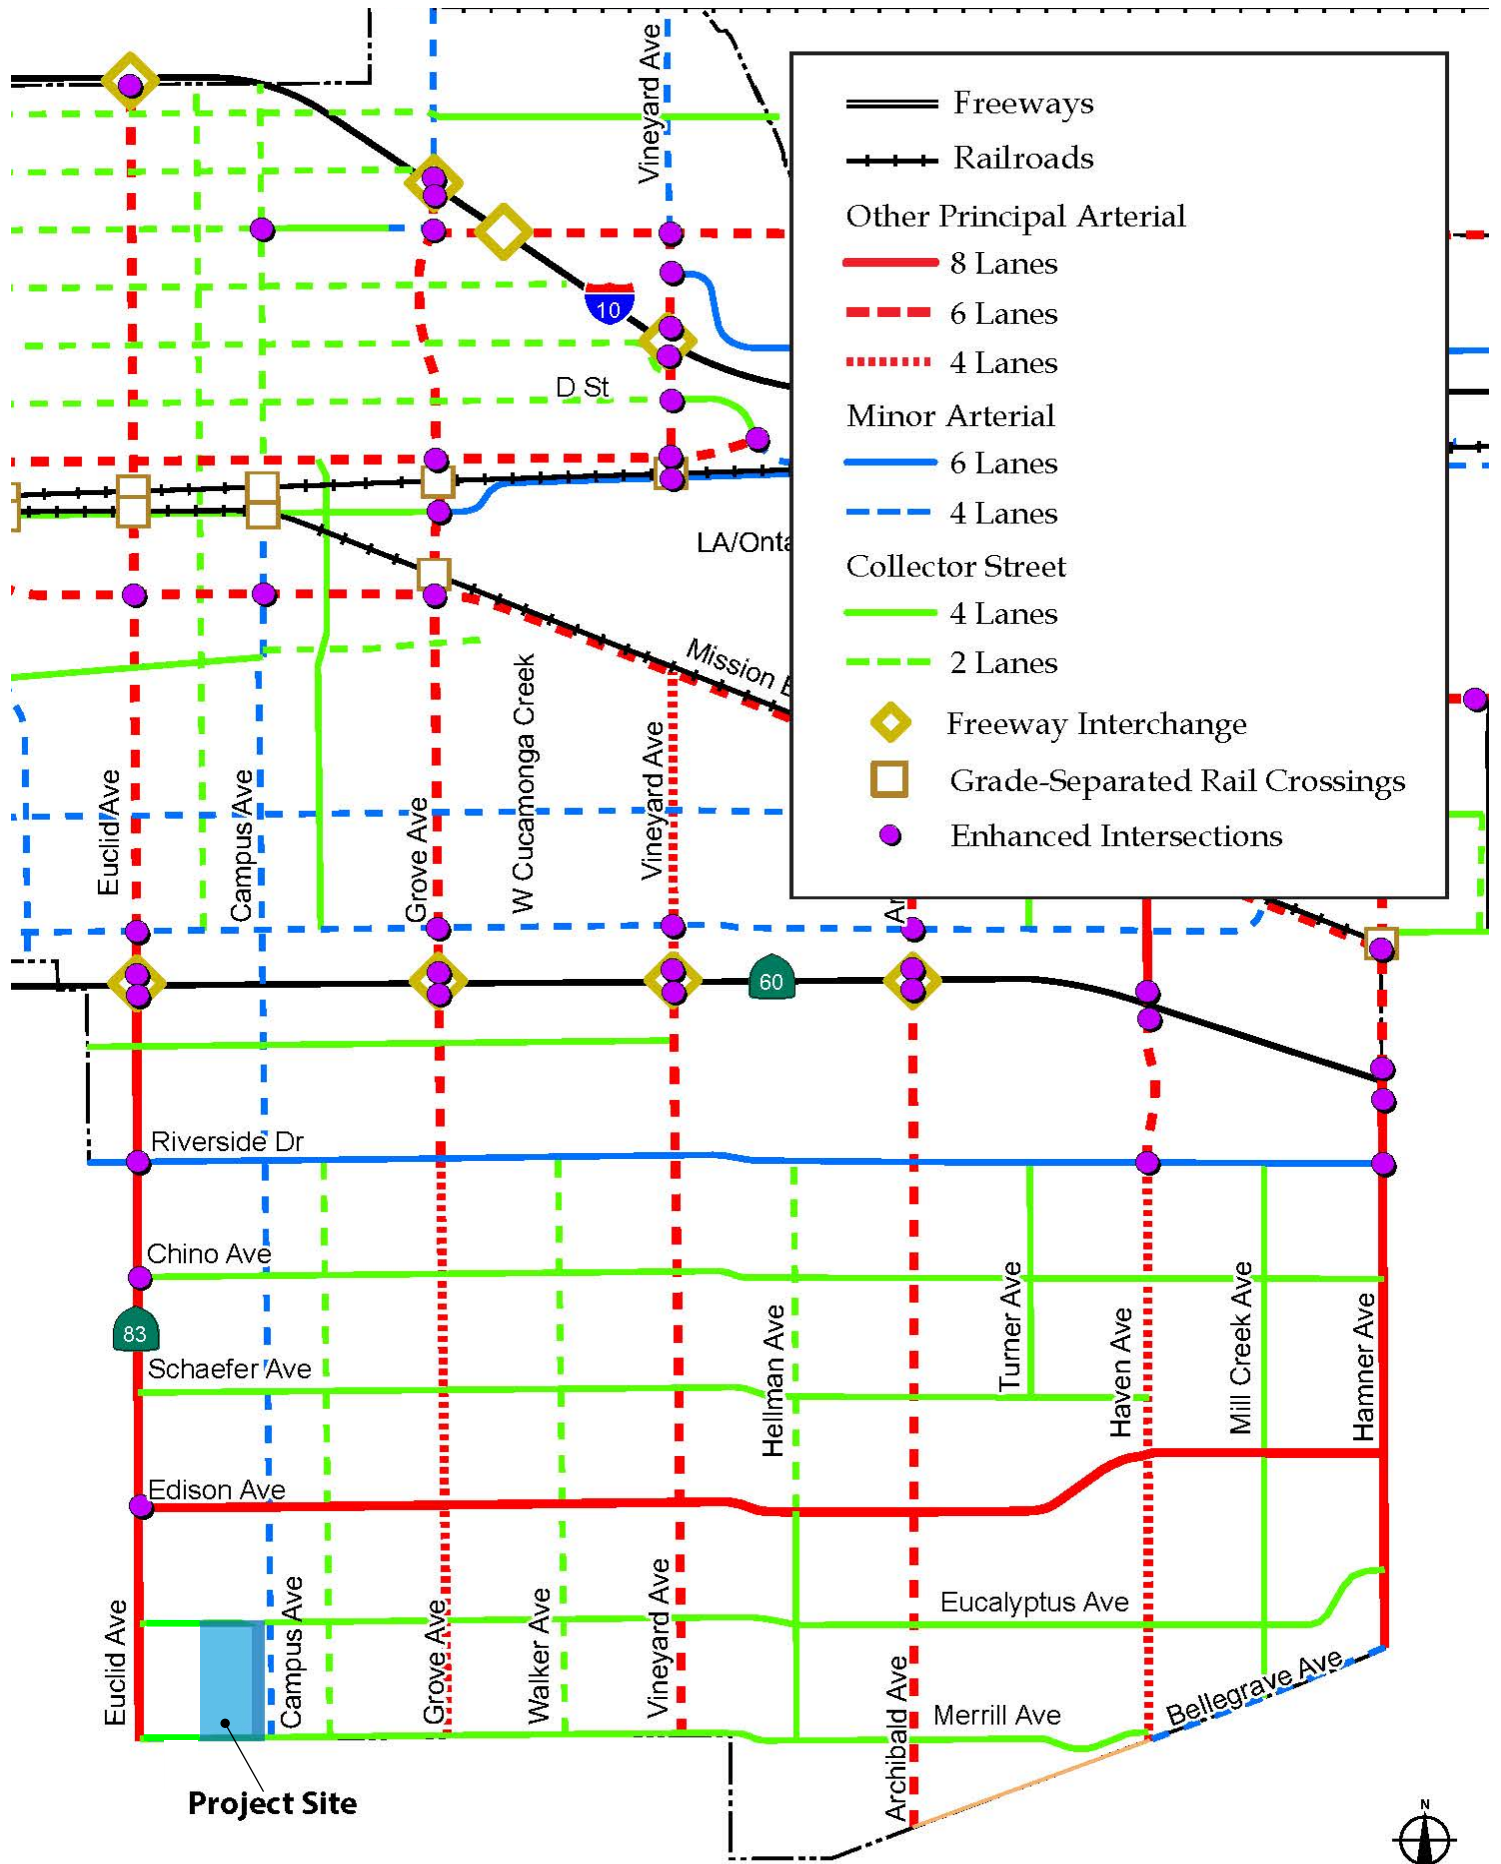 Vineyard Ave
Freeways
Railroads
Other Principal Arterial
8 Lanes
6 Lanes
4 Lanes
Minor Arterial
6 Lanes
4 Lanes
Collector Street
4 Lanes
2 Lanes
Freeway Interchange
Grade-Separated Rail Crossings
Enhanced Intersections
10
D St
LA/Onta
Mission
Euclid Ave
Campus Ave
Grove Ave
W Cucamonga Creek
Vineyard Ave
Ar
60
Riverside Dr
Chino Ave
83
Schaefer Ave
Edison Ave
Hellman Ave
Turner Ave
Haven Ave
Mill Creek Ave
Hamner Ave
Eucalyptus Ave
Euclid Ave
Campus Ave
Grove Ave
Walker Ave
Vineyard Ave
Archibald Ave
Merrill Ave
Bellegrave Ave
Project Site
N